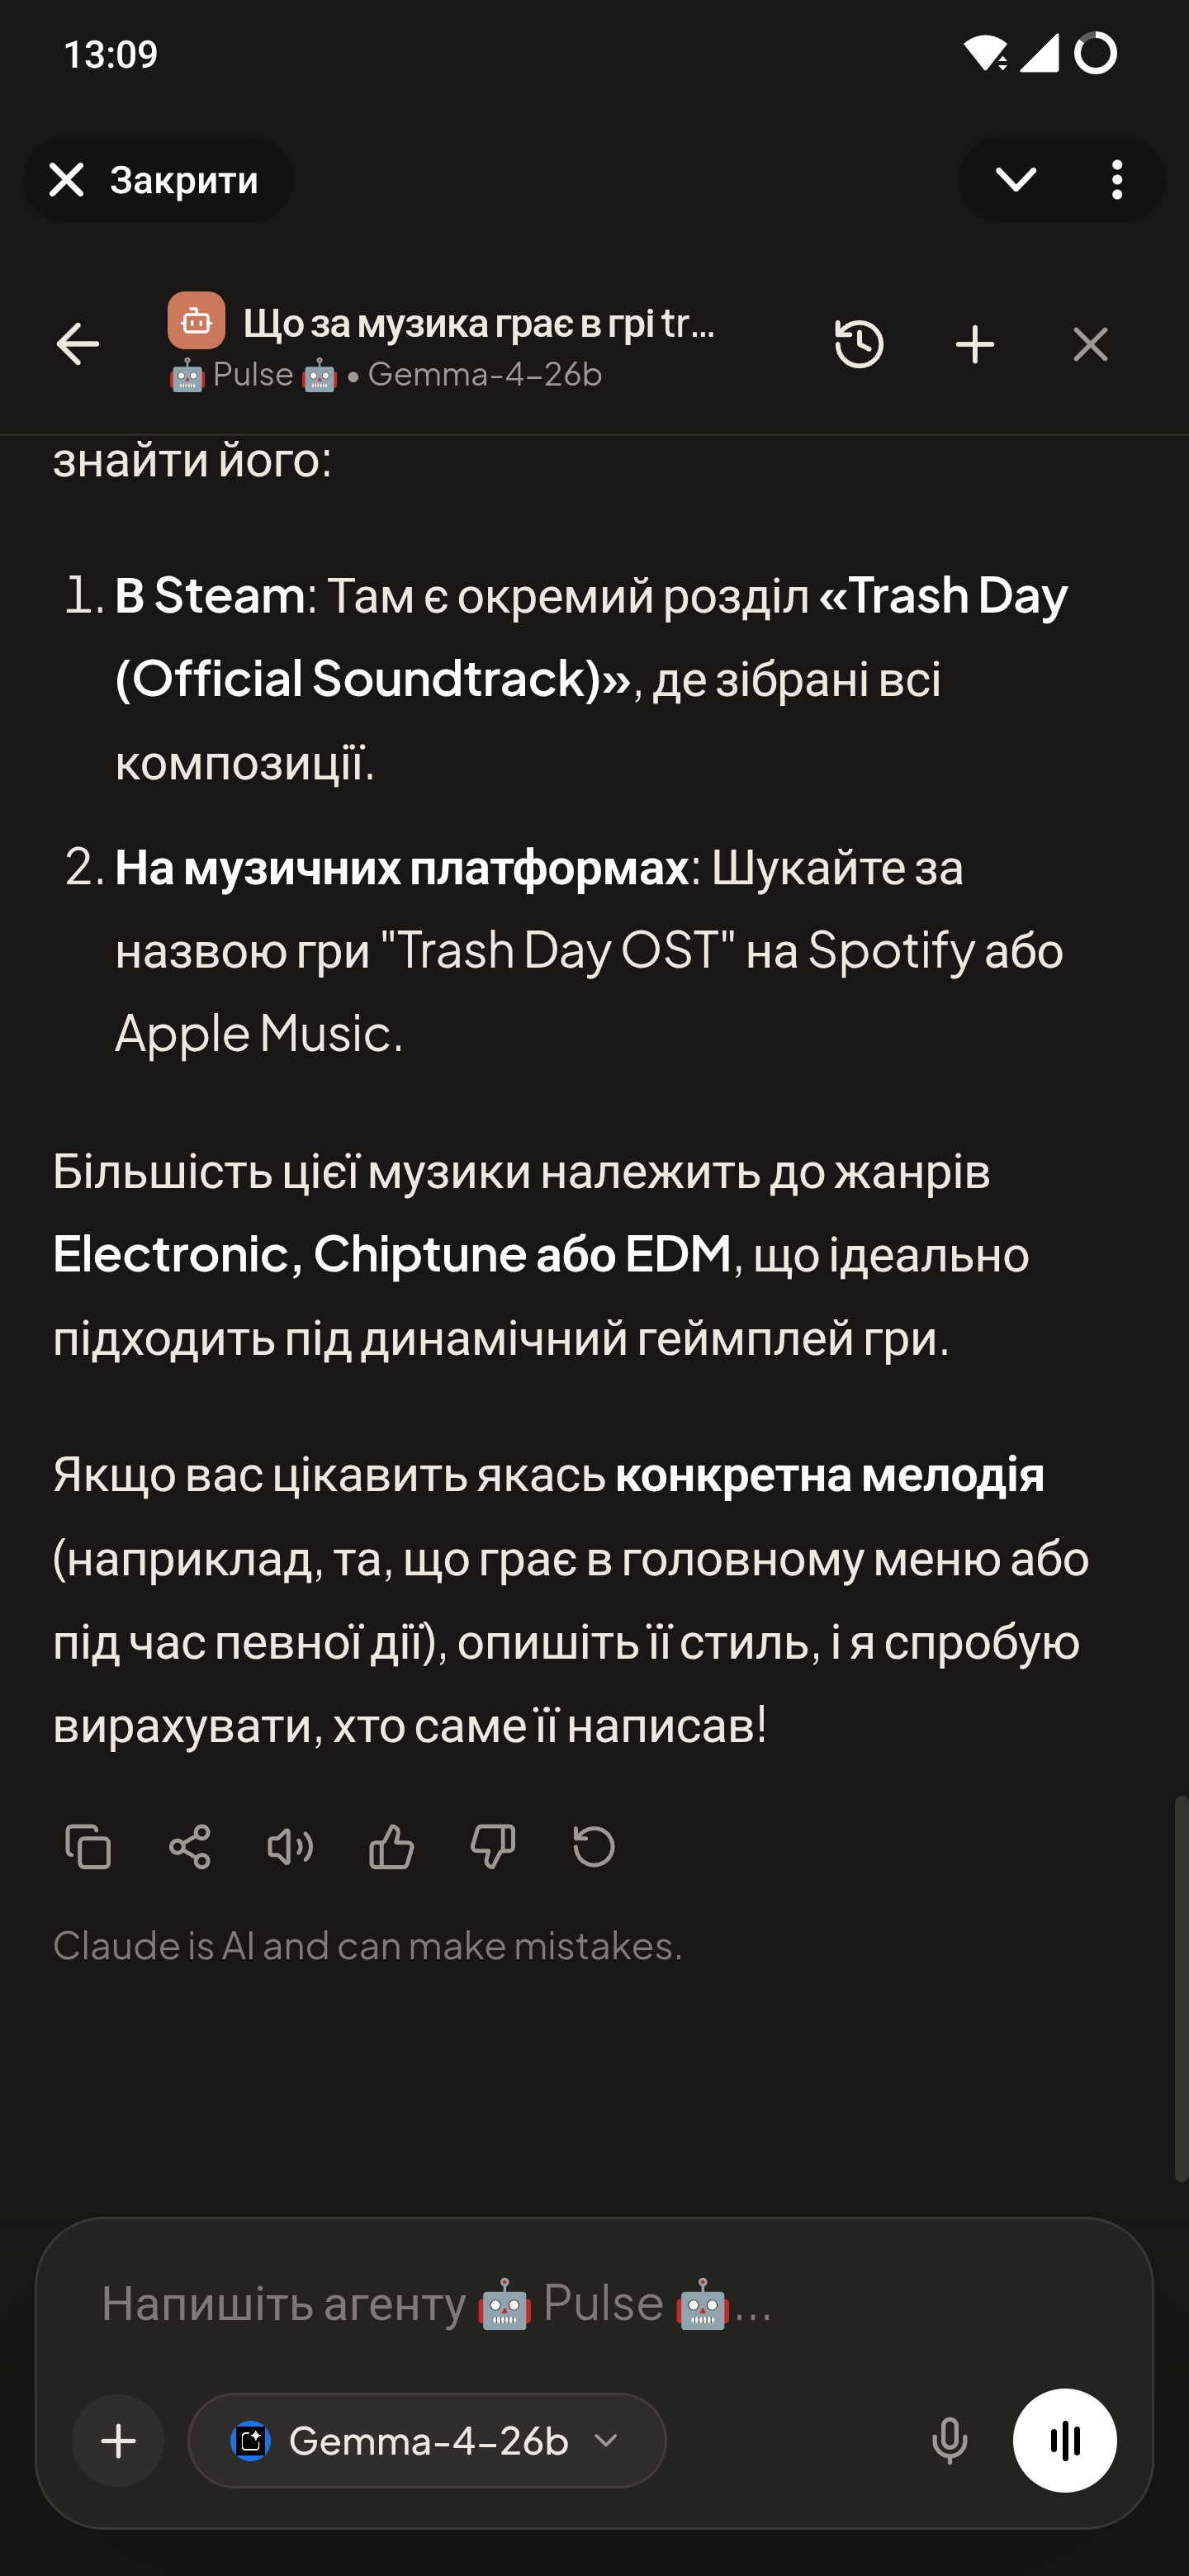 13:09
Закрити
Що за музика грає в грі tr...
🤖 Pulse 🤖 • Gemma-4-26b
знайти його:
1. В Steam: Там є окремий розділ «Trash Day
(Official Soundtrack)», де зібрані всі
композиції.
2. На музичних платформах: Шукайте за
назвою гри "Trash Day OST" на Spotify або
Apple Music.
Більшість цієї музики належить до жанрів
Electronic, Chiptune або EDM, що ідеально
підходить під динамічний геймплей гри.
Якщо вас цікавить якась конкретна мелодія
(наприклад, та, що грає в головному меню або
під час певної дії), опишіть її стиль, і я спробую
вирахувати, хто саме її написав!
Claude is AI and can make mistakes.
Напишіть агенту 🤖 Pulse 🤖...
Gemma-4-26b